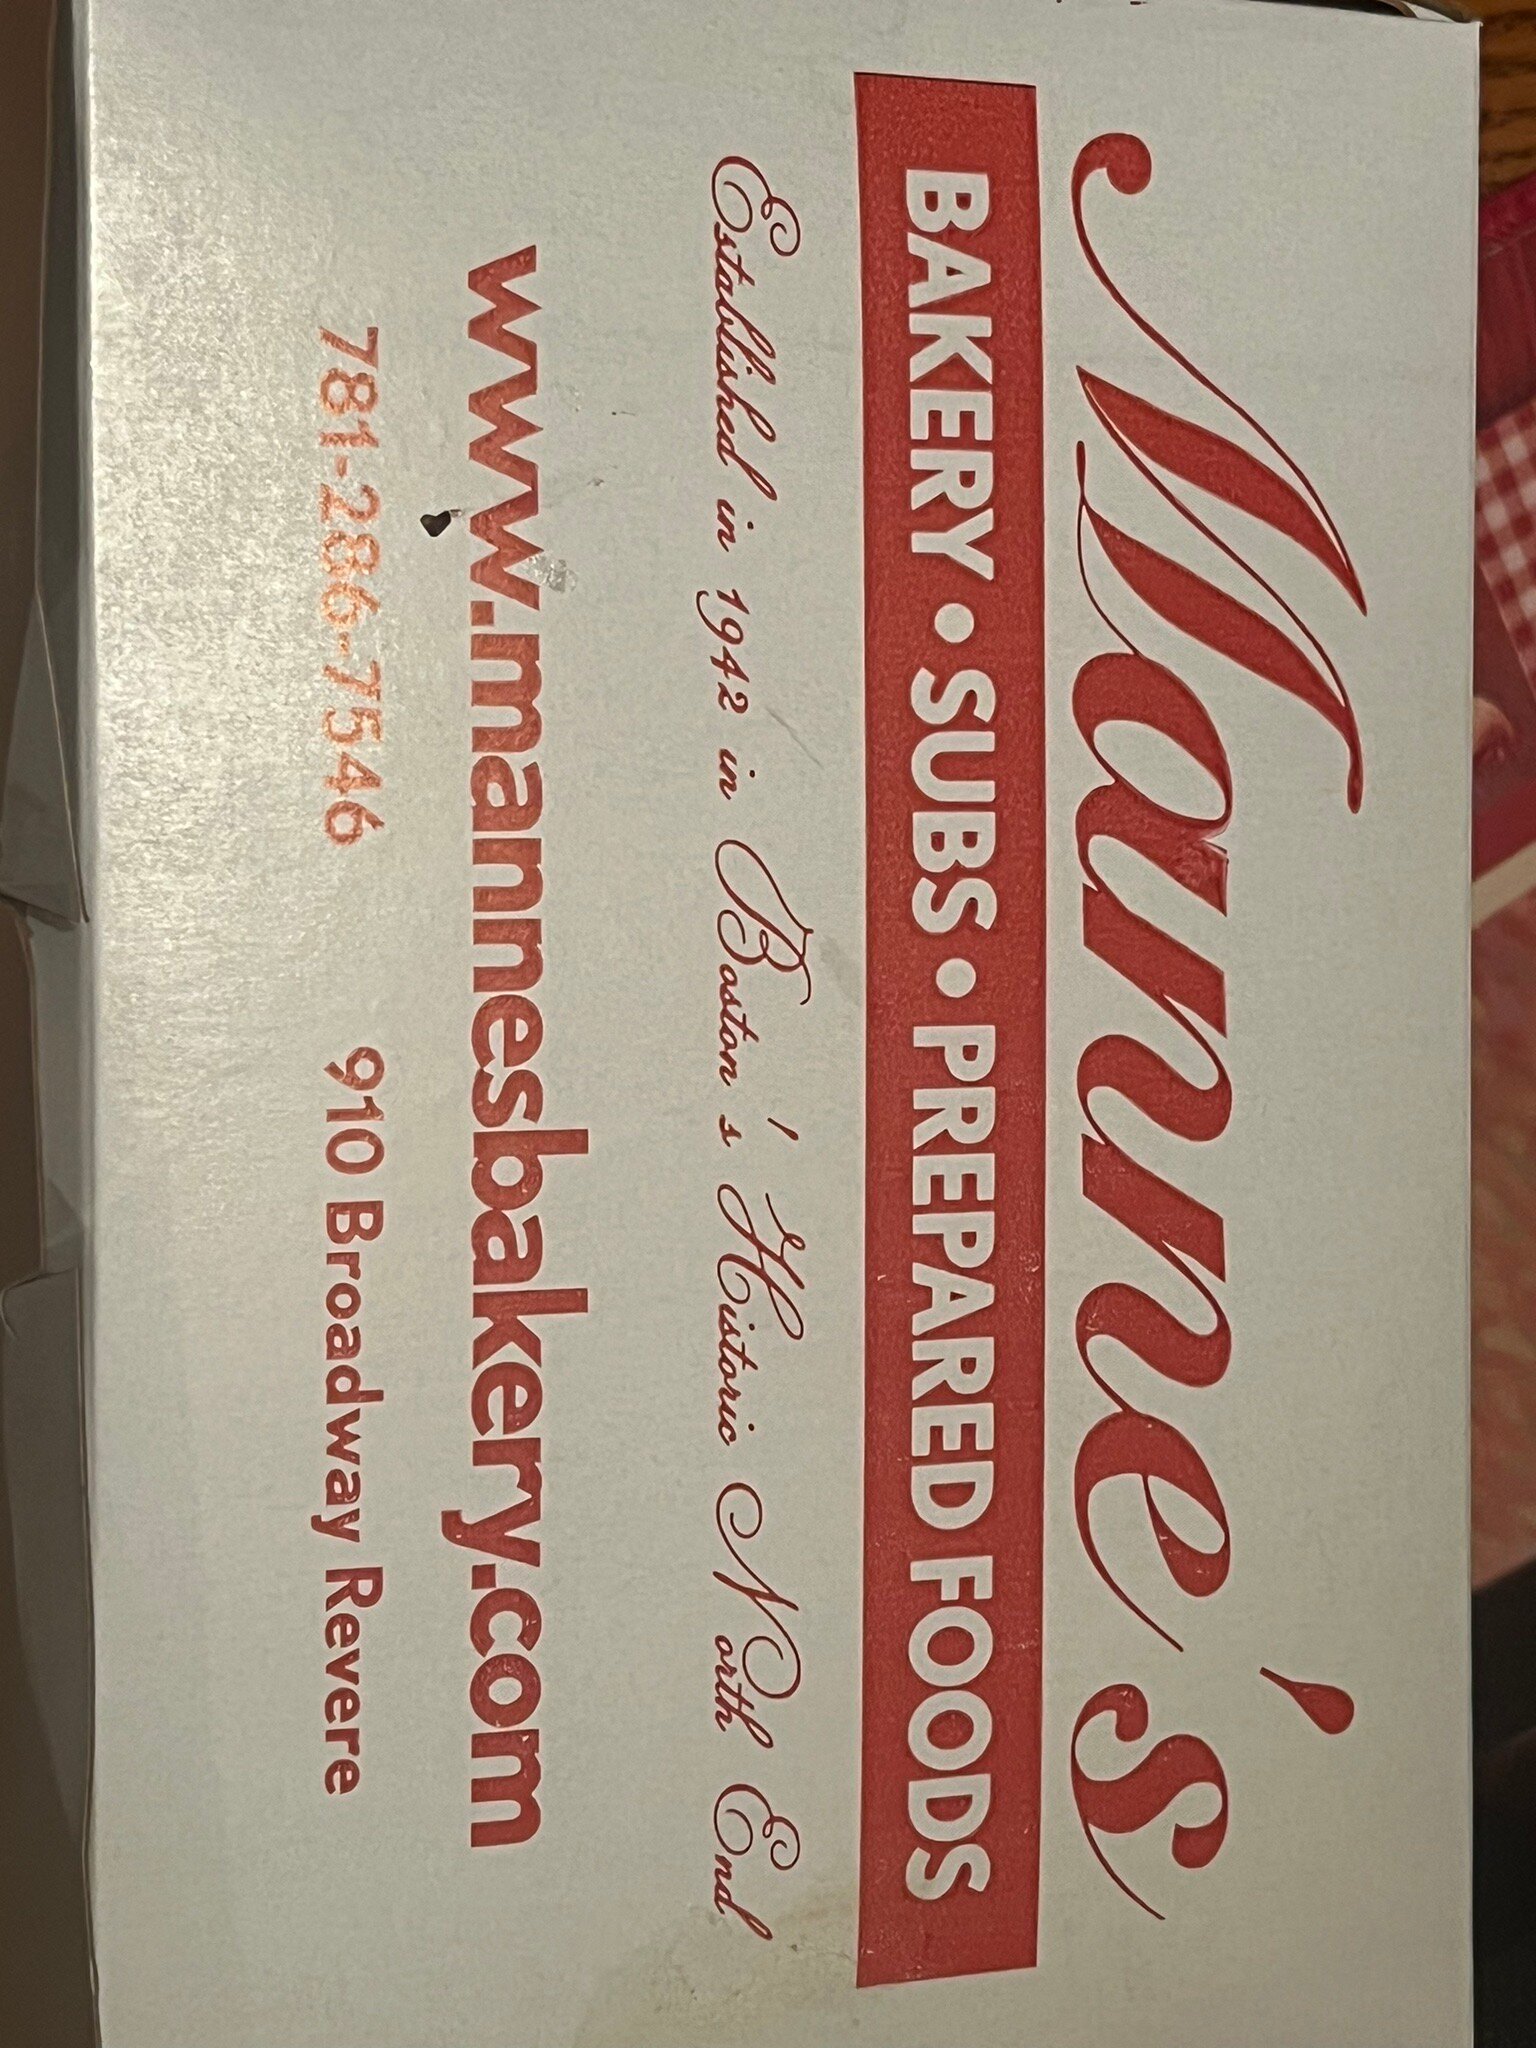 Manne's
BAKERY • SUBS • PREPARED FOODS
Established in 1942 in Boston's Historic North End
www.mannesbakery.com
781-286-7546 910 Broadway Revere